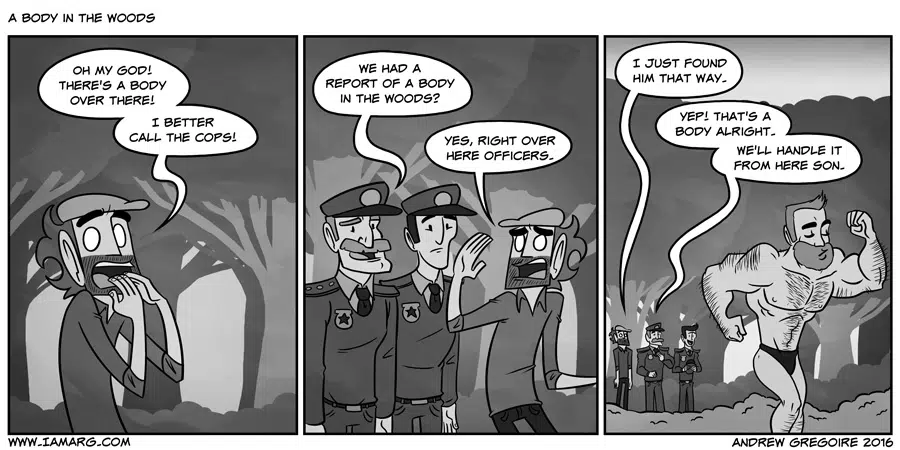 A BODY IN THE WOODS
OH MY GOD!
THERE'S A BODY
OVER THERE!
I BETTER
CALL THE COPS!
WE HAD A
REPORT OF A BODY
IN THE WOODS?
YES, RIGHT OVER
HERE OFFICERS.
I JUST FOUND
HIM THAT WAY.
YEP! THAT'S A
BODY ALRIGHT.
WE'LL HANDLE IT
FROM HERE SON.
WWW.IAMARG.COM
ANDREW GREGOIRE 2016